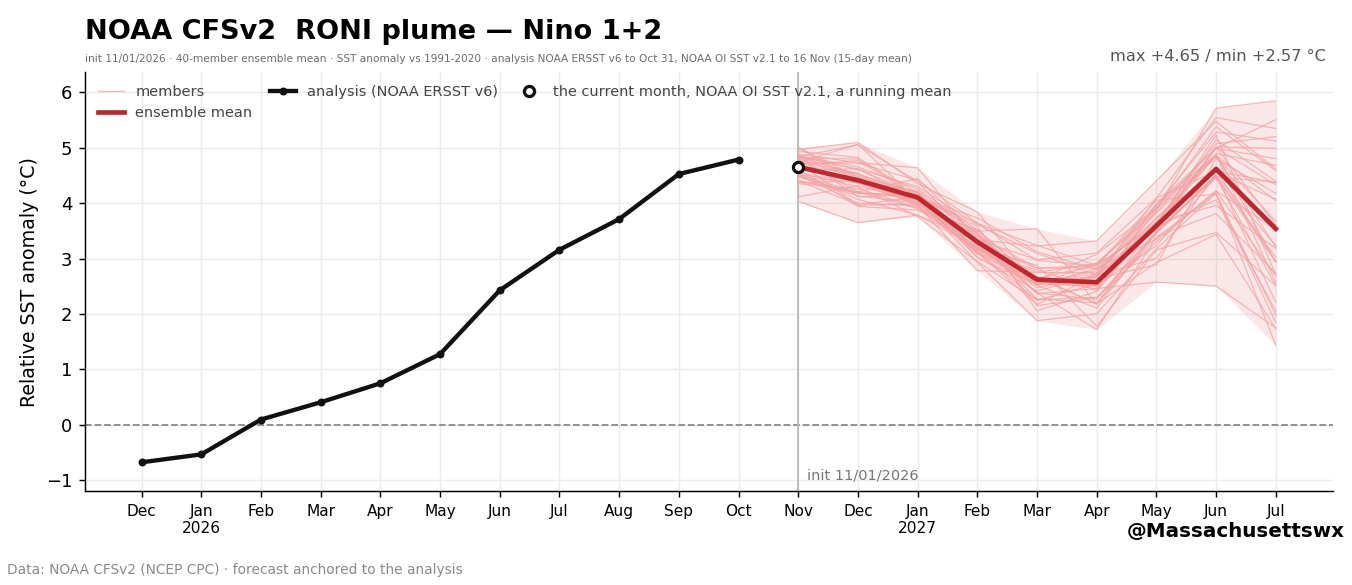 NOAA CFSv2  RONI plume — Nino 1+2
init 11/01/2026 · 40-member ensemble mean · SST anomaly vs 1991-2020 · analysis NOAA ERSST v6 to Oct 31, NOAA OI SST v2.1 to 16 Nov (15-day mean)
max +4.65 / min +2.57 °C
members
analysis (NOAA ERSST v6)
the current month, NOAA OI SST v2.1, a running mean
ensemble mean
Relative SST anomaly (°C)
6
5
4
3
2
1
0
−1
init 11/01/2026
Dec Jan Feb Mar Apr May Jun Jul Aug Sep Oct Nov Dec Jan Feb Mar Apr May Jun Jul
2026 2027
@Massachusettswx
Data: NOAA CFSv2 (NCEP CPC) · forecast anchored to the analysis